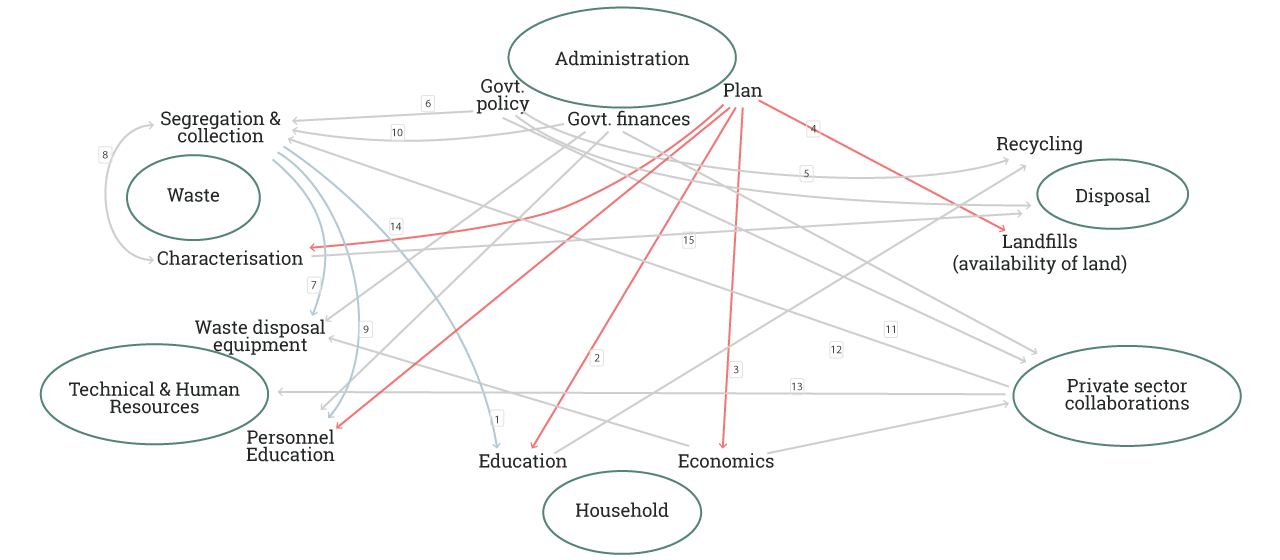 Administration
Govt.
policy
Plan
Govt. finances
6
10
4
Segregation &
collection
8
Recycling
5
Waste
Disposal
14
15
Characterisation
Landfills
(availability of land)
7
Waste disposal
equipment
9
11
12
2
3
13
Technical & Human
Resources
Private sector
collaborations
1
Personnel
Education
Education
Economics
Household